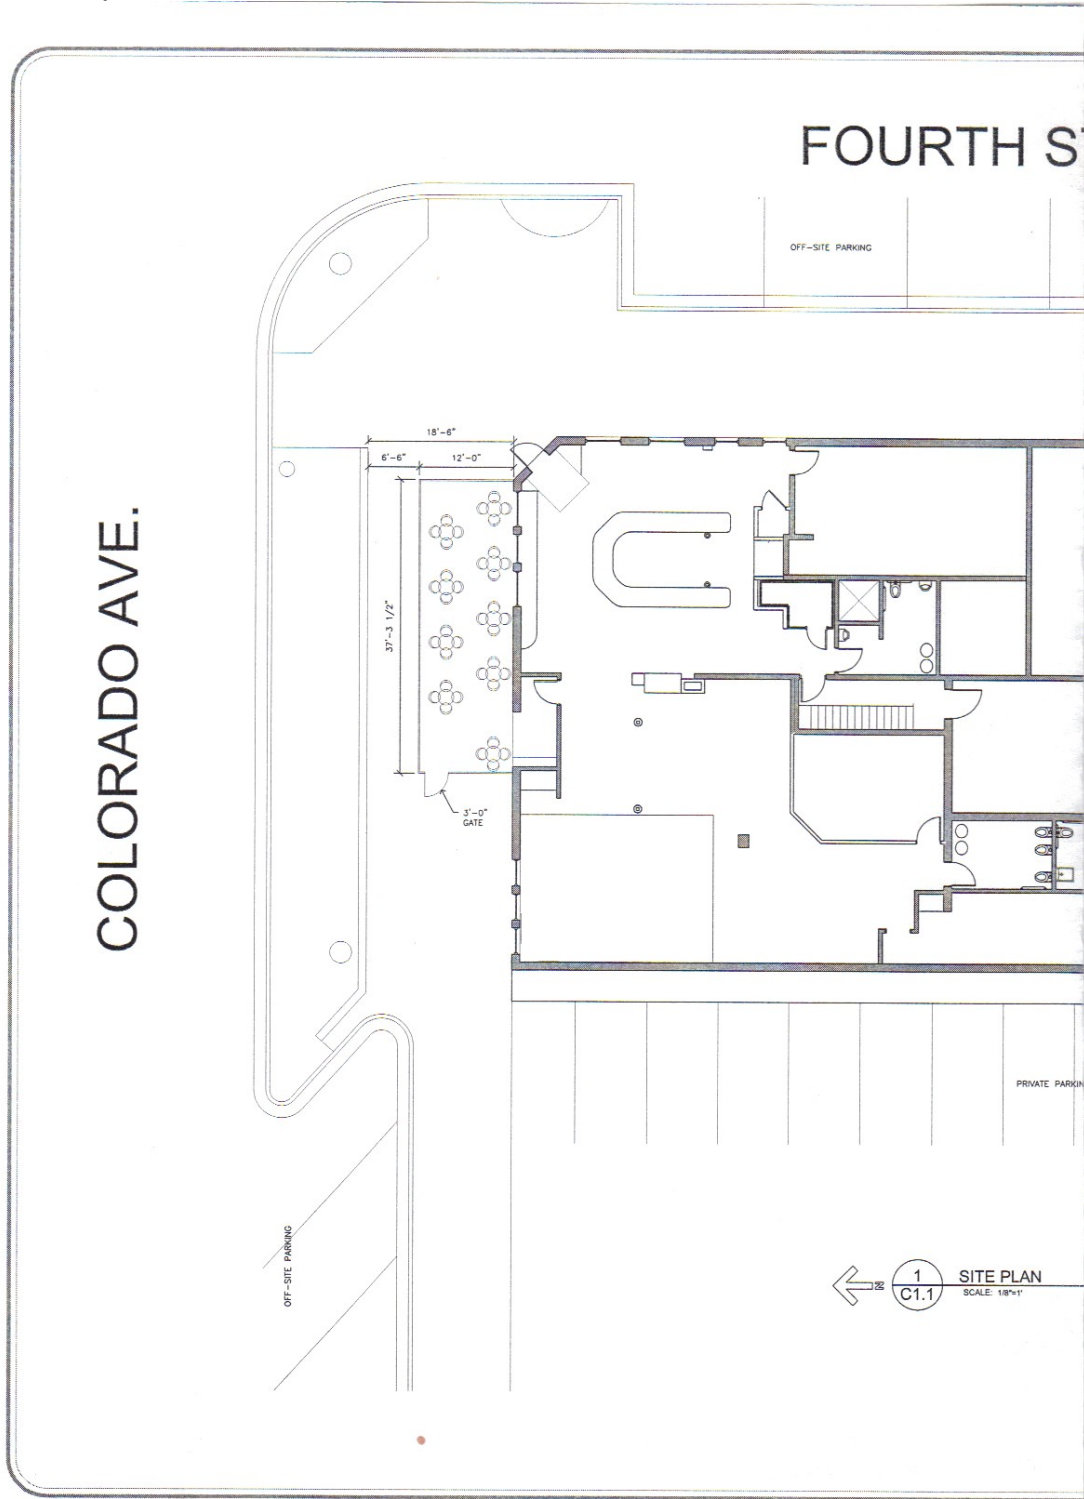 FOURTH S
OFF-SITE PARKING
COLORADO AVE.
18'-6"
6'-6"
12'-0"
37'-3 1/2"
3'-0"
GATE
PRIVATE PARKIN
OFF-SITE PARKING
N
1
C1.1
SITE PLAN
SCALE: 1/8"=1'